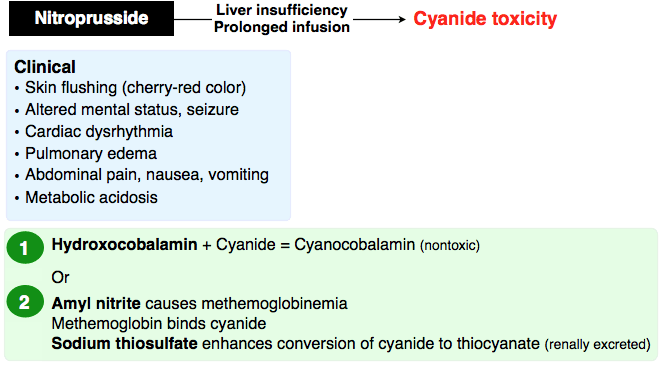 Nitroprusside
Liver insufficiency
Prolonged infusion
Cyanide toxicity
Clinical
• Skin flushing (cherry-red color)
• Altered mental status, seizure
• Cardiac dysrhythmia
• Pulmonary edema
• Abdominal pain, nausea, vomiting
• Metabolic acidosis
1 Hydroxocobalamin + Cyanide = Cyanocobalamin (nontoxic)
Or
2 Amyl nitrite causes methemoglobinemia
Methemoglobin binds cyanide
Sodium thiosulfate enhances conversion of cyanide to thiocyanate (renally excreted)